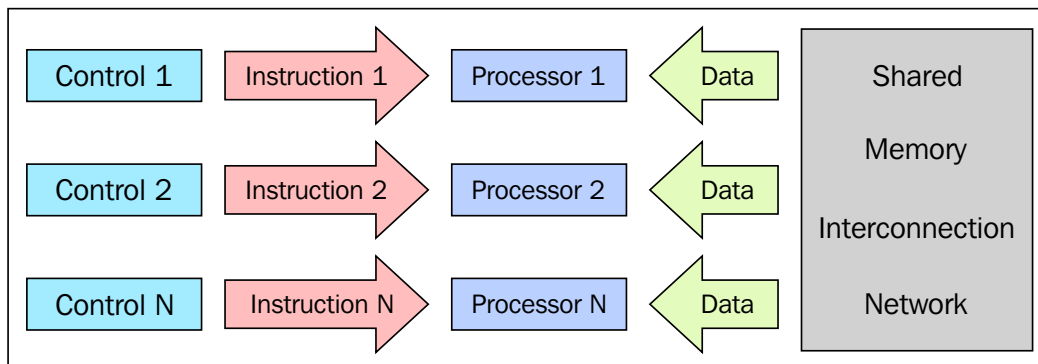 Control 1
Instruction 1
Processor 1
Data
Shared
Memory
Control 2
Instruction 2
Processor 2
Data
Interconnection
Control N
Instruction N
Processor N
Data
Network